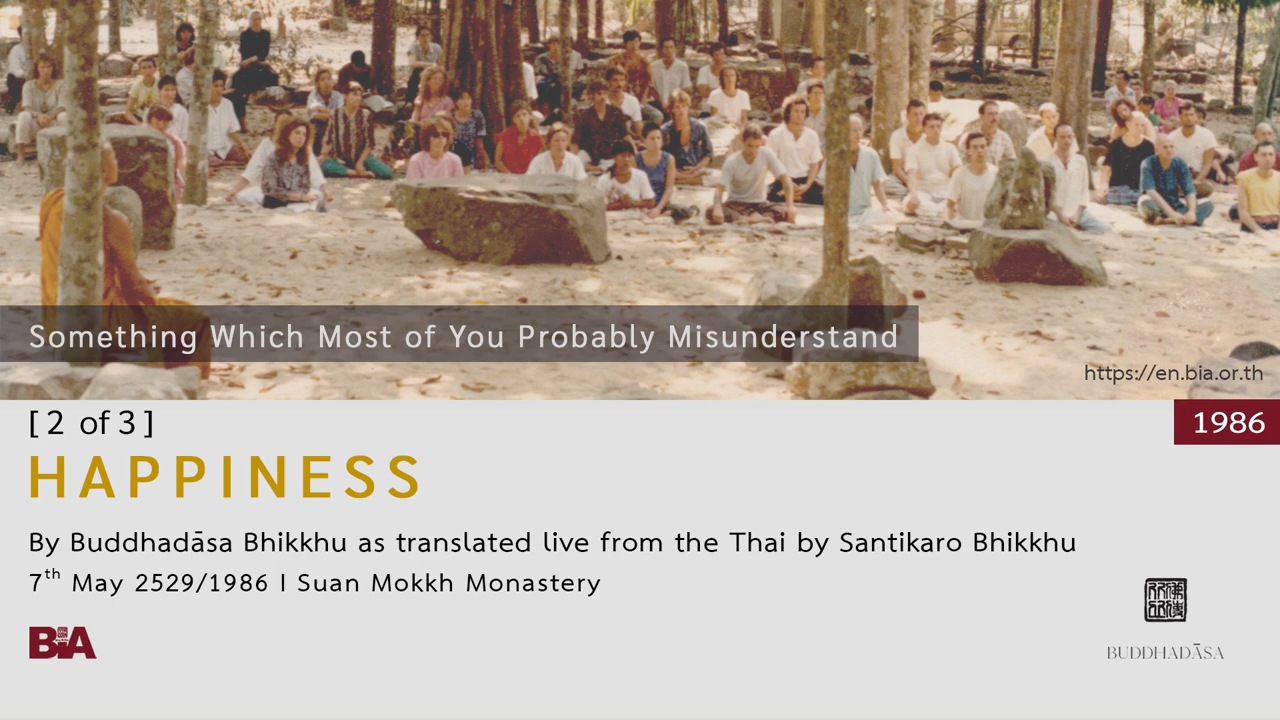 Something Which Most of You Probably Misunderstand
https://en.bia.or.th
[ 2 of 3 ]
1986
HAPPINESS
By Buddhadāsa Bhikkhu as translated live from the Thai by Santikaro Bhikkhu
7th May 2529/1986 I Suan Mokkh Monastery
BIA
BUDDHADĀSA